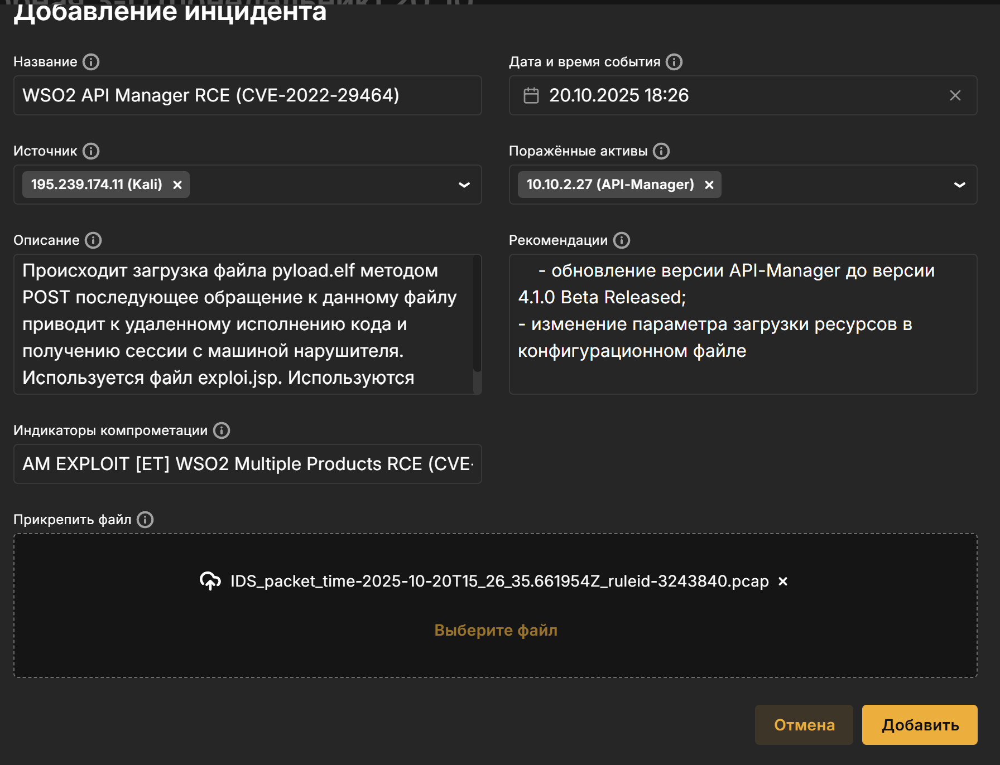 Добавление инцидента
Название
WSO2 API Manager RCE (CVE-2022-29464)
Дата и время события
20.10.2025 18:26
Источник
195.239.174.11 (Kali)
Поражённые активы
10.10.2.27 (API-Manager)
Описание
Происходит загрузка файла pyload.elf методом
POST последующее обращение к данному файлу
приводит к удаленному исполнению кода и
получению сессии с машиной нарушителя.
Используется файл exploi.jsp. Используются
Рекомендации
- обновление версии API-Manager до версии
4.1.0 Beta Released;
- изменение параметра загрузки ресурсов в
конфигурационном файле
Индикаторы компрометации
AM EXPLOIT [ET] WSO2 Multiple Products RCE (CVE-
Прикрепить файл
IDS_packet_time-2025-10-20T15_26_35.661954Z_ruleid-3243840.pcap
Выберите файл
Отмена
Добавить